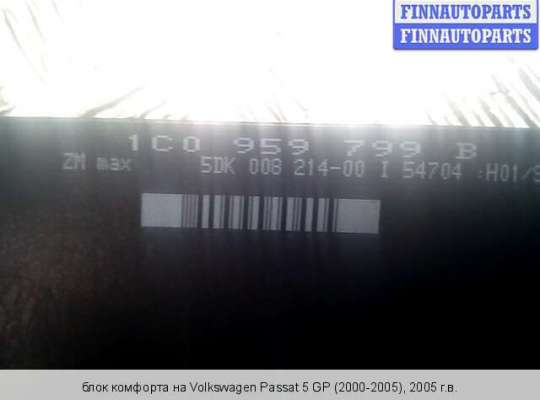 FINNAUTOPARTS
FINNAUTOPARTS
1C0 959 799 B
ZM max 5DK 008 214-00 I 54704 :H01/S
блок комфорта на Volkswagen Passat 5 GP (2000-2005), 2005 г.в.